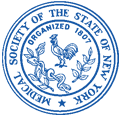 MEDICAL SOCIETY OF THE STATE OF NEW YORK
ORGANIZED 1807